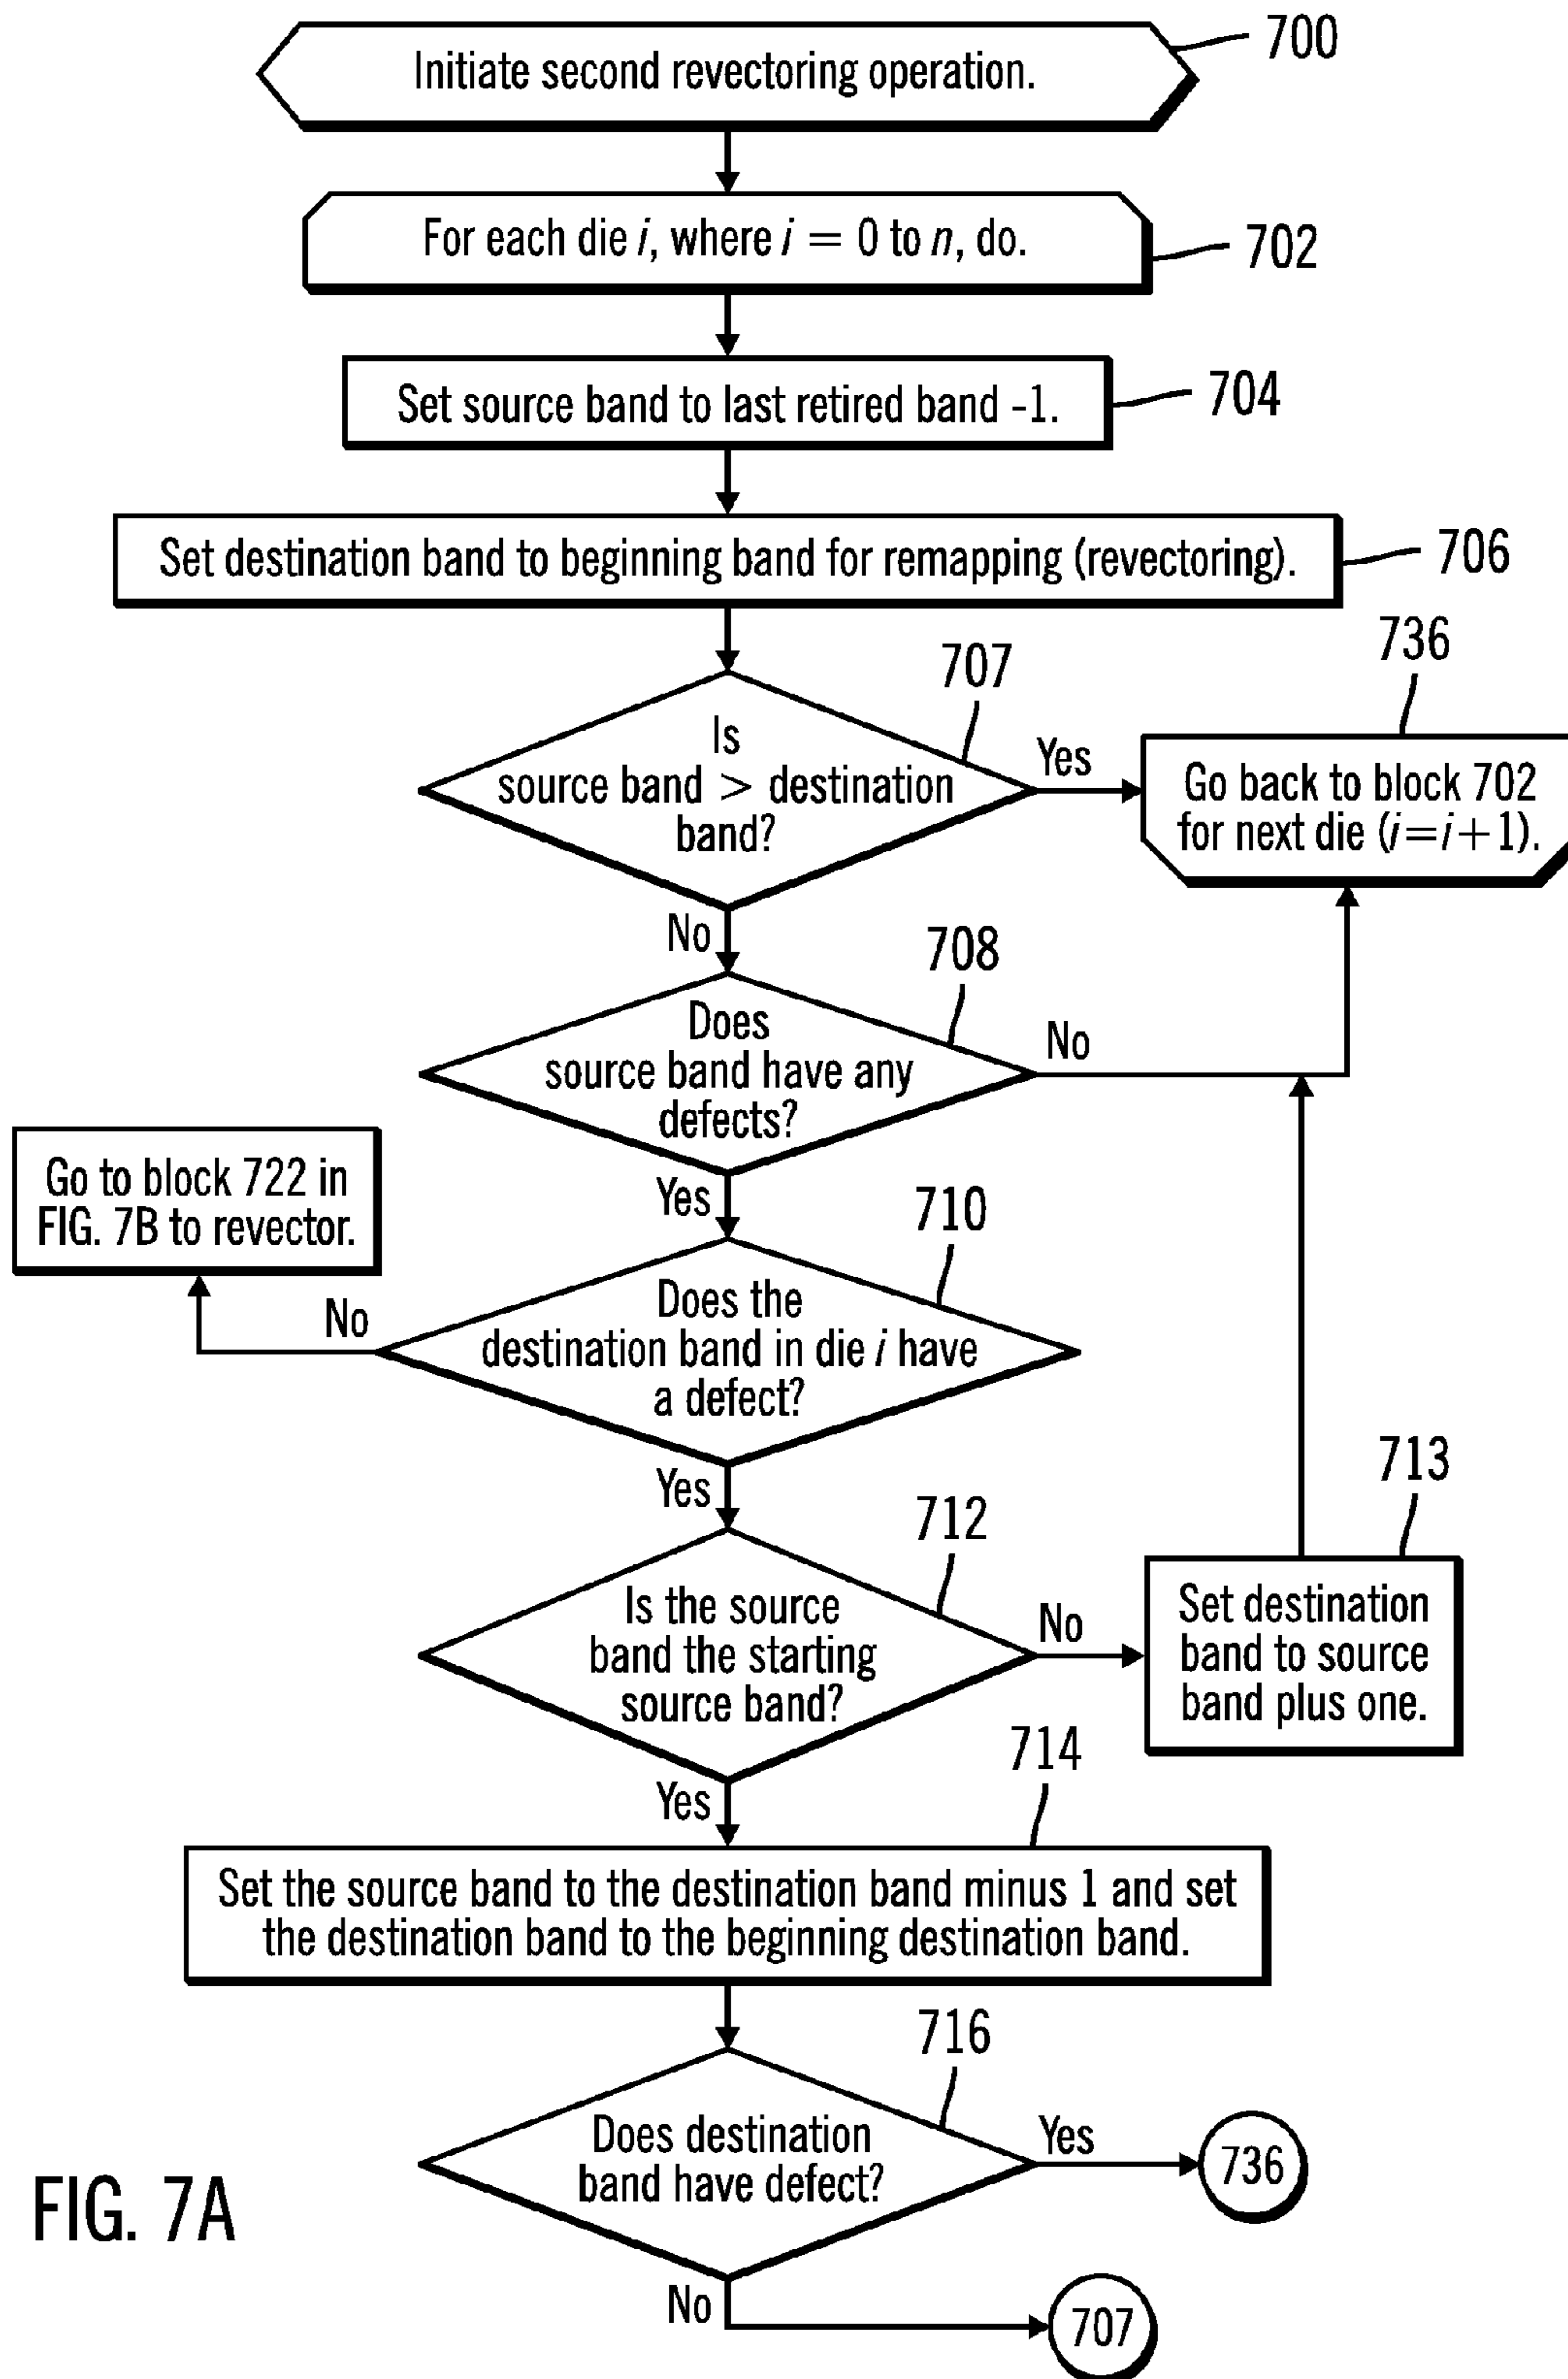 700
Initiate second revectoring operation.
For each die i, where i = 0 to n, do.
702
Set source band to last retired band -1.
704
Set destination band to beginning band for remapping (revectoring).
706
707
736
Is
source band > destination
band?
Yes
Go back to block 702
for next die (i=i+1).
No
708
Does
source band have any
defects?
No
Go to block 722 in
FIG. 7B to revector.
Yes
710
No
Does the
destination band in die i have
a defect?
Yes
712
713
Is the source
band the starting
source band?
No
Set destination
band to source
band plus one.
Yes
714
Set the source band to the destination band minus 1 and set
the destination band to the beginning destination band.
716
Does destination
band have defect?
Yes
736
FIG. 7A
No
707